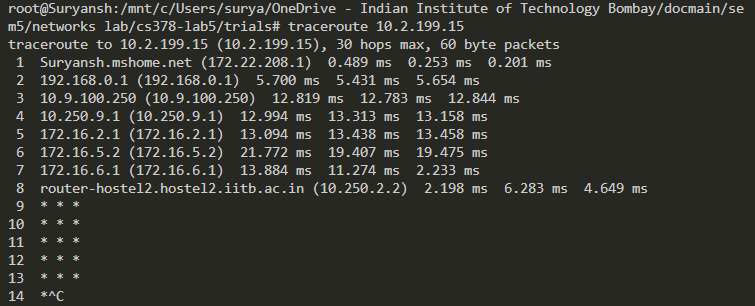 root@Suryansh:/mnt/c/Users/surya/OneDrive - Indian Institute of Technology Bombay/docmain/se
m5/networks lab/cs378-lab5/trials# traceroute 10.2.199.15
traceroute to 10.2.199.15 (10.2.199.15), 30 hops max, 60 byte packets
 1  Suryansh.mshome.net (172.22.208.1)  0.489 ms  0.253 ms  0.201 ms
 2  192.168.0.1 (192.168.0.1)  5.700 ms  5.431 ms  5.654 ms
 3  10.9.100.250 (10.9.100.250)  12.819 ms  12.783 ms  12.844 ms
 4  10.250.9.1 (10.250.9.1)  12.994 ms  13.313 ms  13.158 ms
 5  172.16.2.1 (172.16.2.1)  13.094 ms  13.438 ms  13.458 ms
 6  172.16.5.2 (172.16.5.2)  21.772 ms  19.407 ms  19.475 ms
 7  172.16.6.1 (172.16.6.1)  13.884 ms  11.274 ms  2.233 ms
 8  router-hostel2.hostel2.iitb.ac.in (10.250.2.2)  2.198 ms  6.283 ms  4.649 ms
 9  * * *
10  * * *
11  * * *
12  * * *
13  * * *
14  *^C